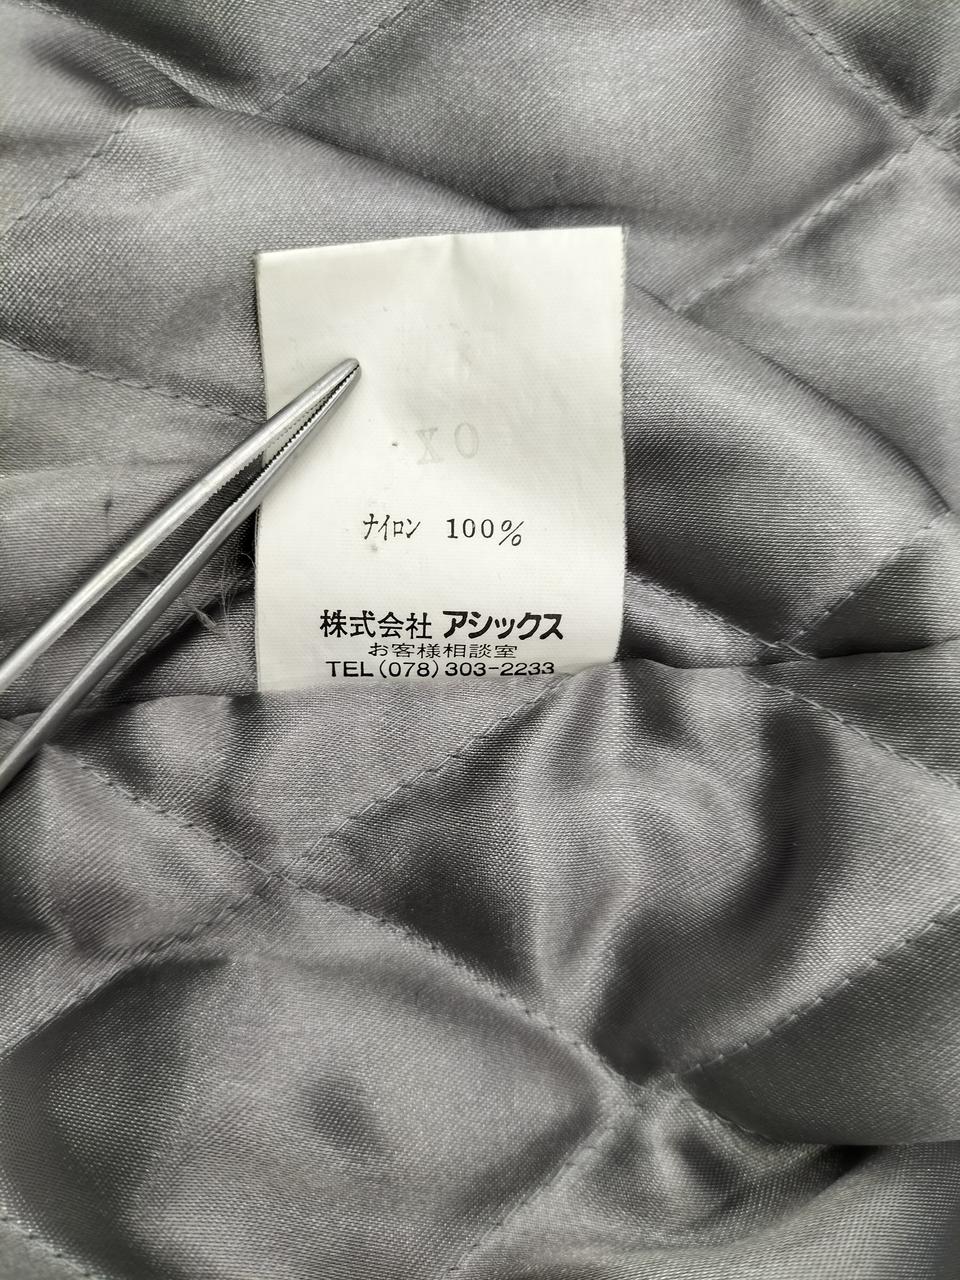 ナイロン 100%
株式会社 アシックス
お客様相談室
TEL(078)303-2233